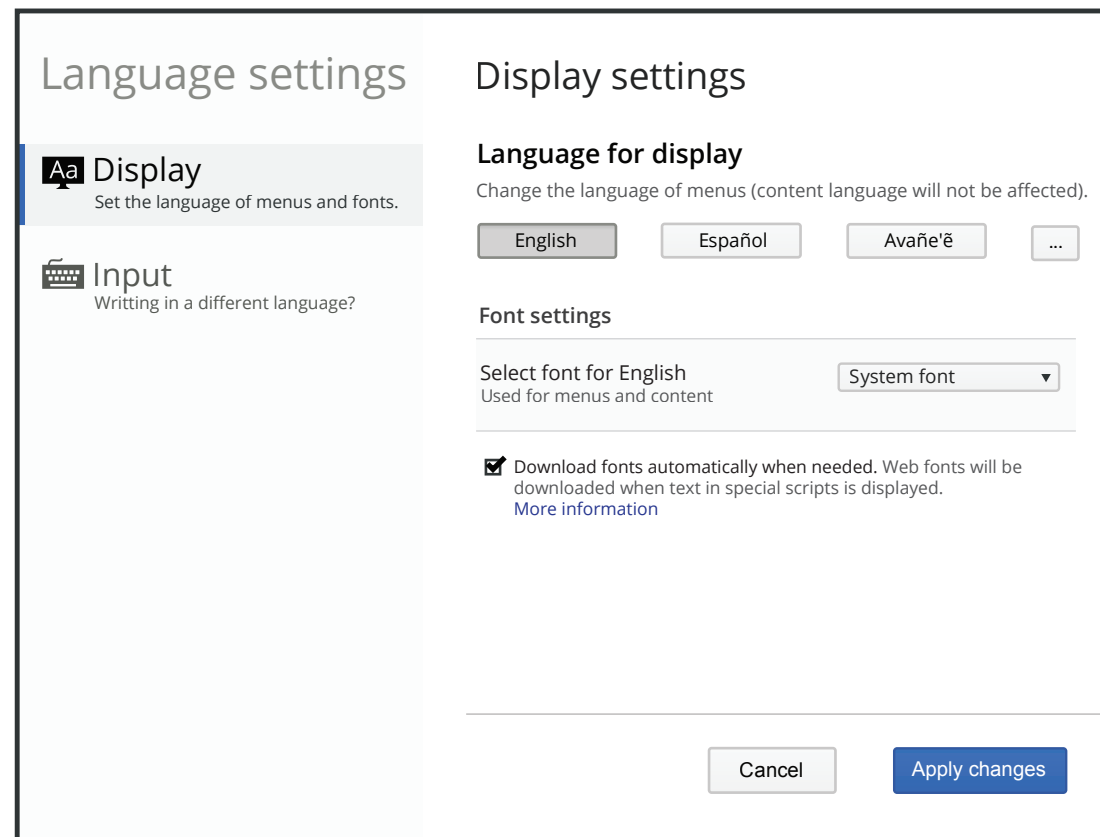 Language settings
Aa Display
Set the language of menus and fonts.
Input
Writting in a different language?
Display settings
Language for display
Change the language of menus (content language will not be affected).
English Español Avañe'ẽ ...
Font settings
Select font for English System font
Used for menus and content
Download fonts automatically when needed. Web fonts will be
downloaded when text in special scripts is displayed.
More information
Cancel Apply changes